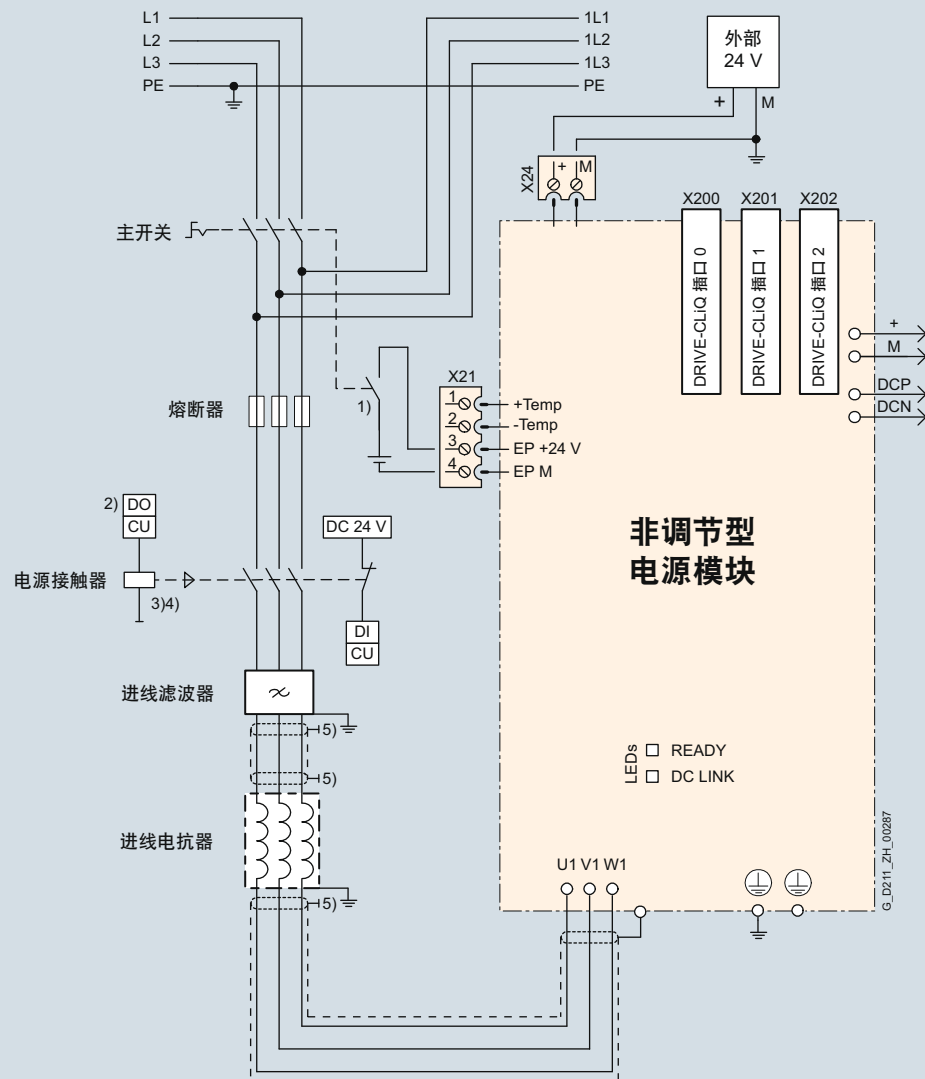 L1
L2
L3
PE
1L1
1L2
1L3
PE
外部
24 V
+
M
X24
+
M
X200
X201
X202
DRIVE-CLiQ 插口 0
DRIVE-CLiQ 插口 1
DRIVE-CLiQ 插口 2
主开关
+
M
DCP
DCN
X21
1)
熔断器
1
+Temp
2
-Temp
3
EP +24 V
4
EP M
2)
DO
CU
DC 24 V
非调节型
电源模块
电源接触器
3)4)
DI
CU
进线滤波器
5)
5)
LEDs
READY
DC LINK
进线电抗器
5)
U1 V1 W1
G_D211_ZH_00287